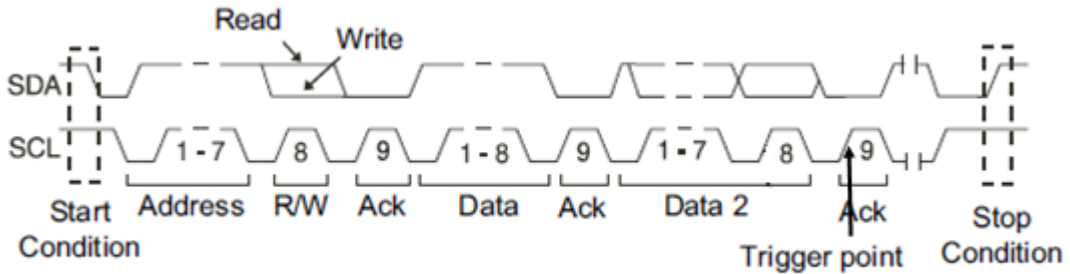 Read
Write
SDA
SCL
1 - 7
8
9
1 - 8
9
1 - 7
8
9
Address
R/W
Ack
Data
Ack
Data 2
Ack
Start
Condition
Trigger point
Stop
Condition